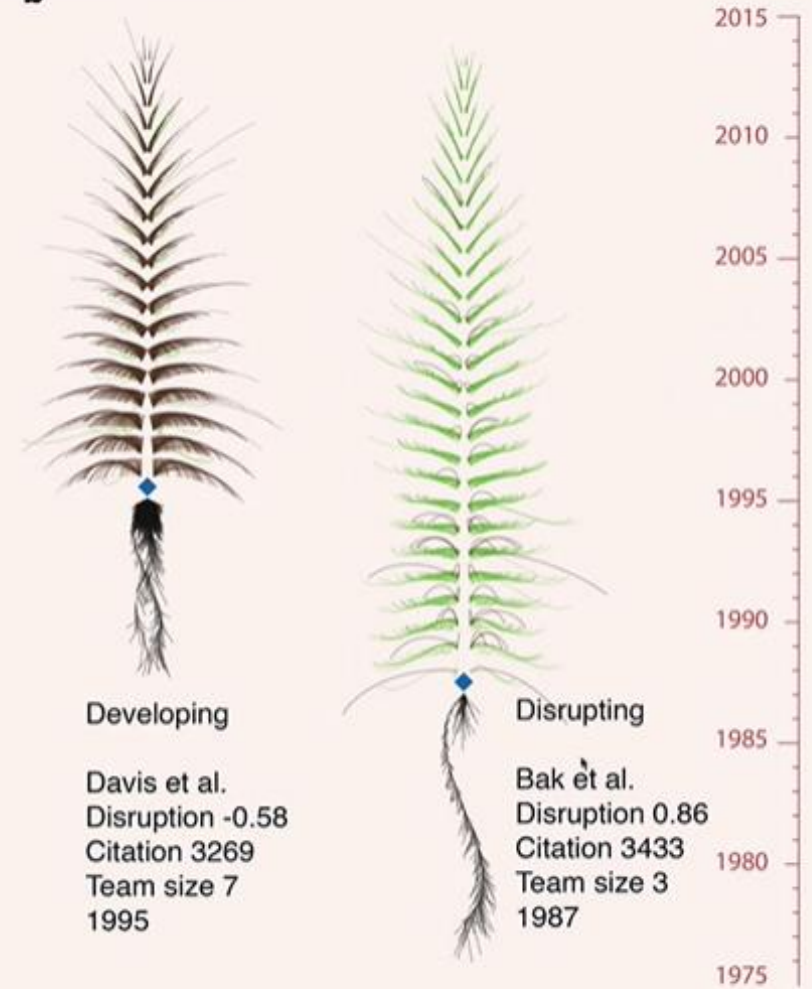 2015
2010
2005
2000
1995
1990
1985
1980
1975
Developing
Davis et al.
Disruption -0.58
Citation 3269
Team size 7
1995
Disrupting
Bak et al.
Disruption 0.86
Citation 3433
Team size 3
1987